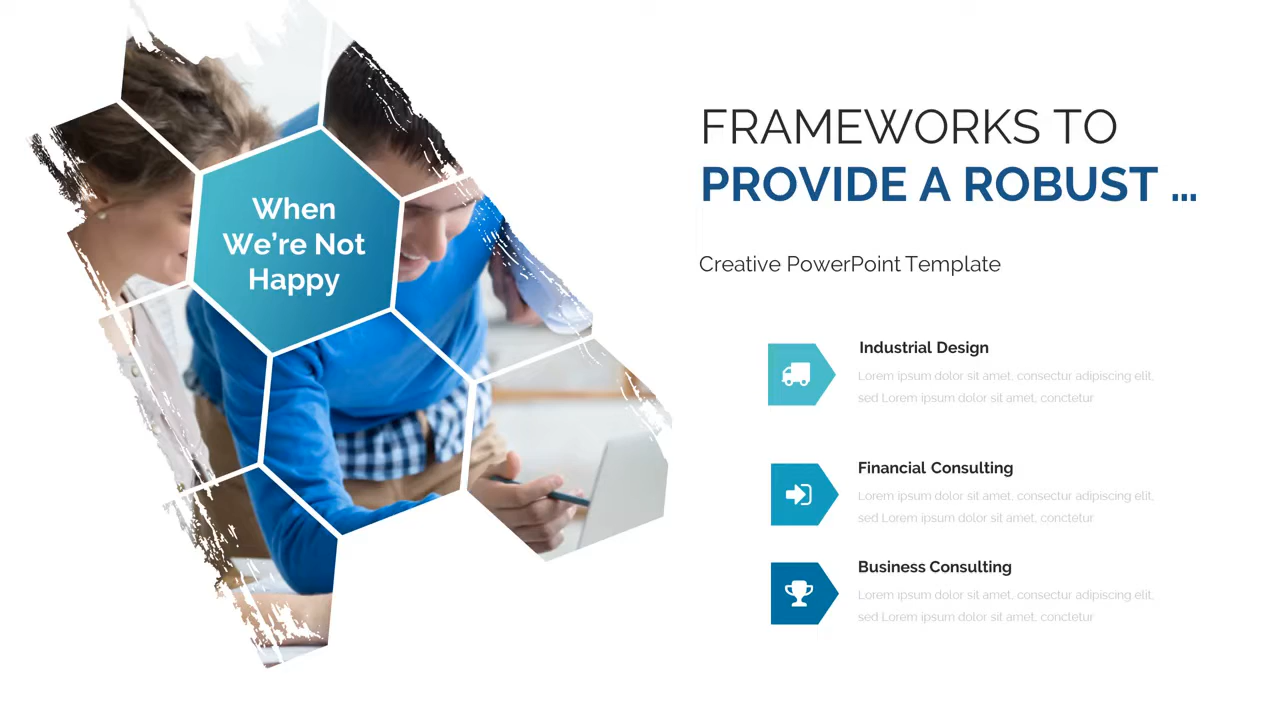 When
We’re Not
Happy
FRAMEWORKS TO
PROVIDE A ROBUST ...
Creative PowerPoint Template
Industrial Design
Lorem ipsum dolor sit amet, consectur adipiscing elit,
sed Lorem ipsum dolor sit amet, conctetur
Financial Consulting
Lorem ipsum dolor sit amet, consectur adipiscing elit,
sed Lorem ipsum dolor sit amet, conctetur
Business Consulting
Lorem ipsum dolor sit amet, consectur adipiscing elit,
sed Lorem ipsum dolor sit amet, conctetur